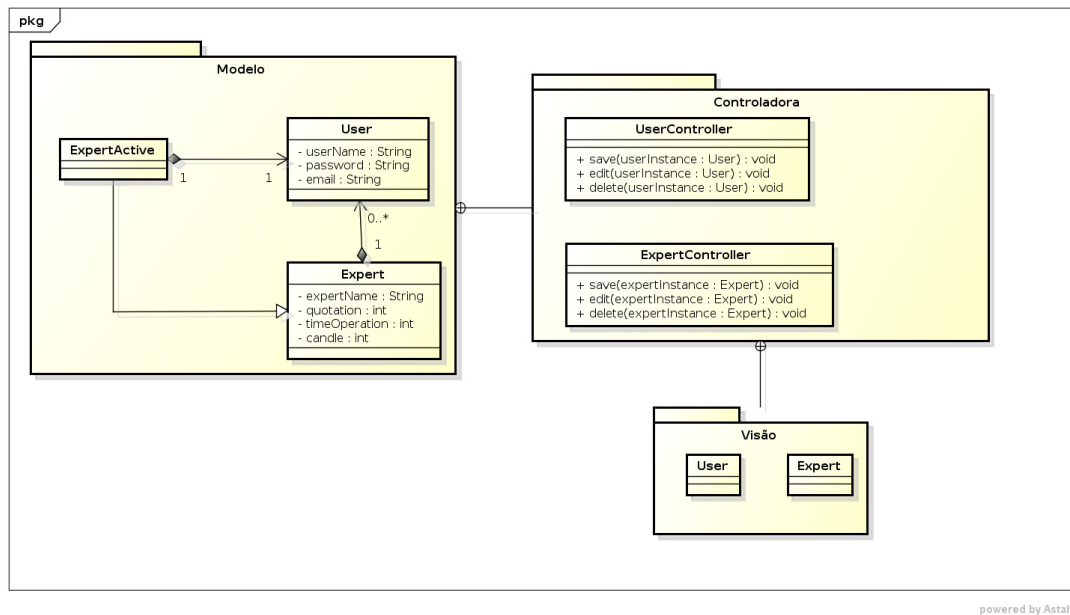 pkg
Modelo
ExpertActive
1
1
User
- userName : String
- password : String
- email : String
0..*
1
Expert
- expertName : String
- quotation : int
- timeOperation : int
- candle : int
Controladora
UserController
+ save(userInstance : User) : void
+ edit(userInstance : User) : void
+ delete(userInstance : User) : void
ExpertController
+ save(expertInstance : Expert) : void
+ edit(expertInstance : Expert) : void
+ delete(expertInstance : Expert) : void
Visão
User
Expert
powered by Astah